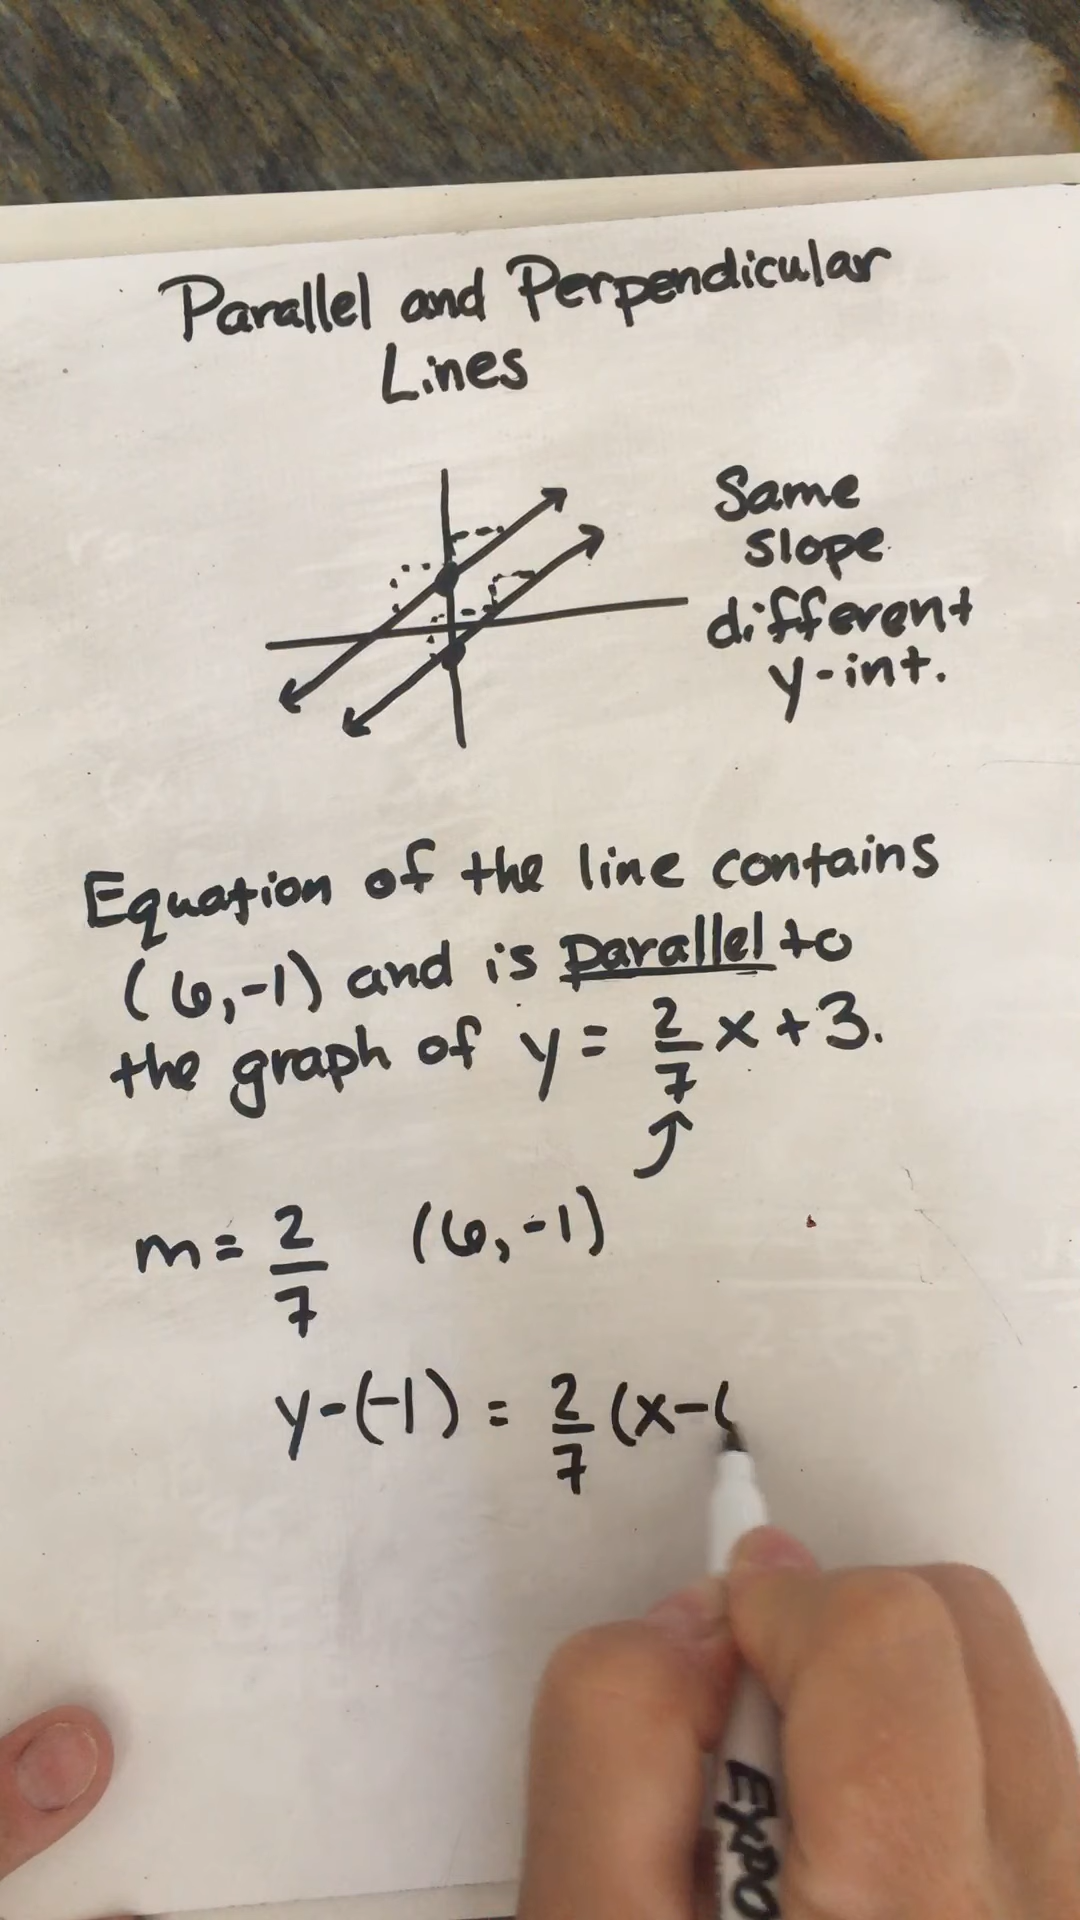 Parallel and Perpendicular
Lines
Same
slope
different
y-int.
Equation of the line contains
(6,-1) and is parallel to
the graph of y = 2/7 x + 3.
m = 2/7 (6,-1)
y-(-1) = 2/7 (x-(
EXPO